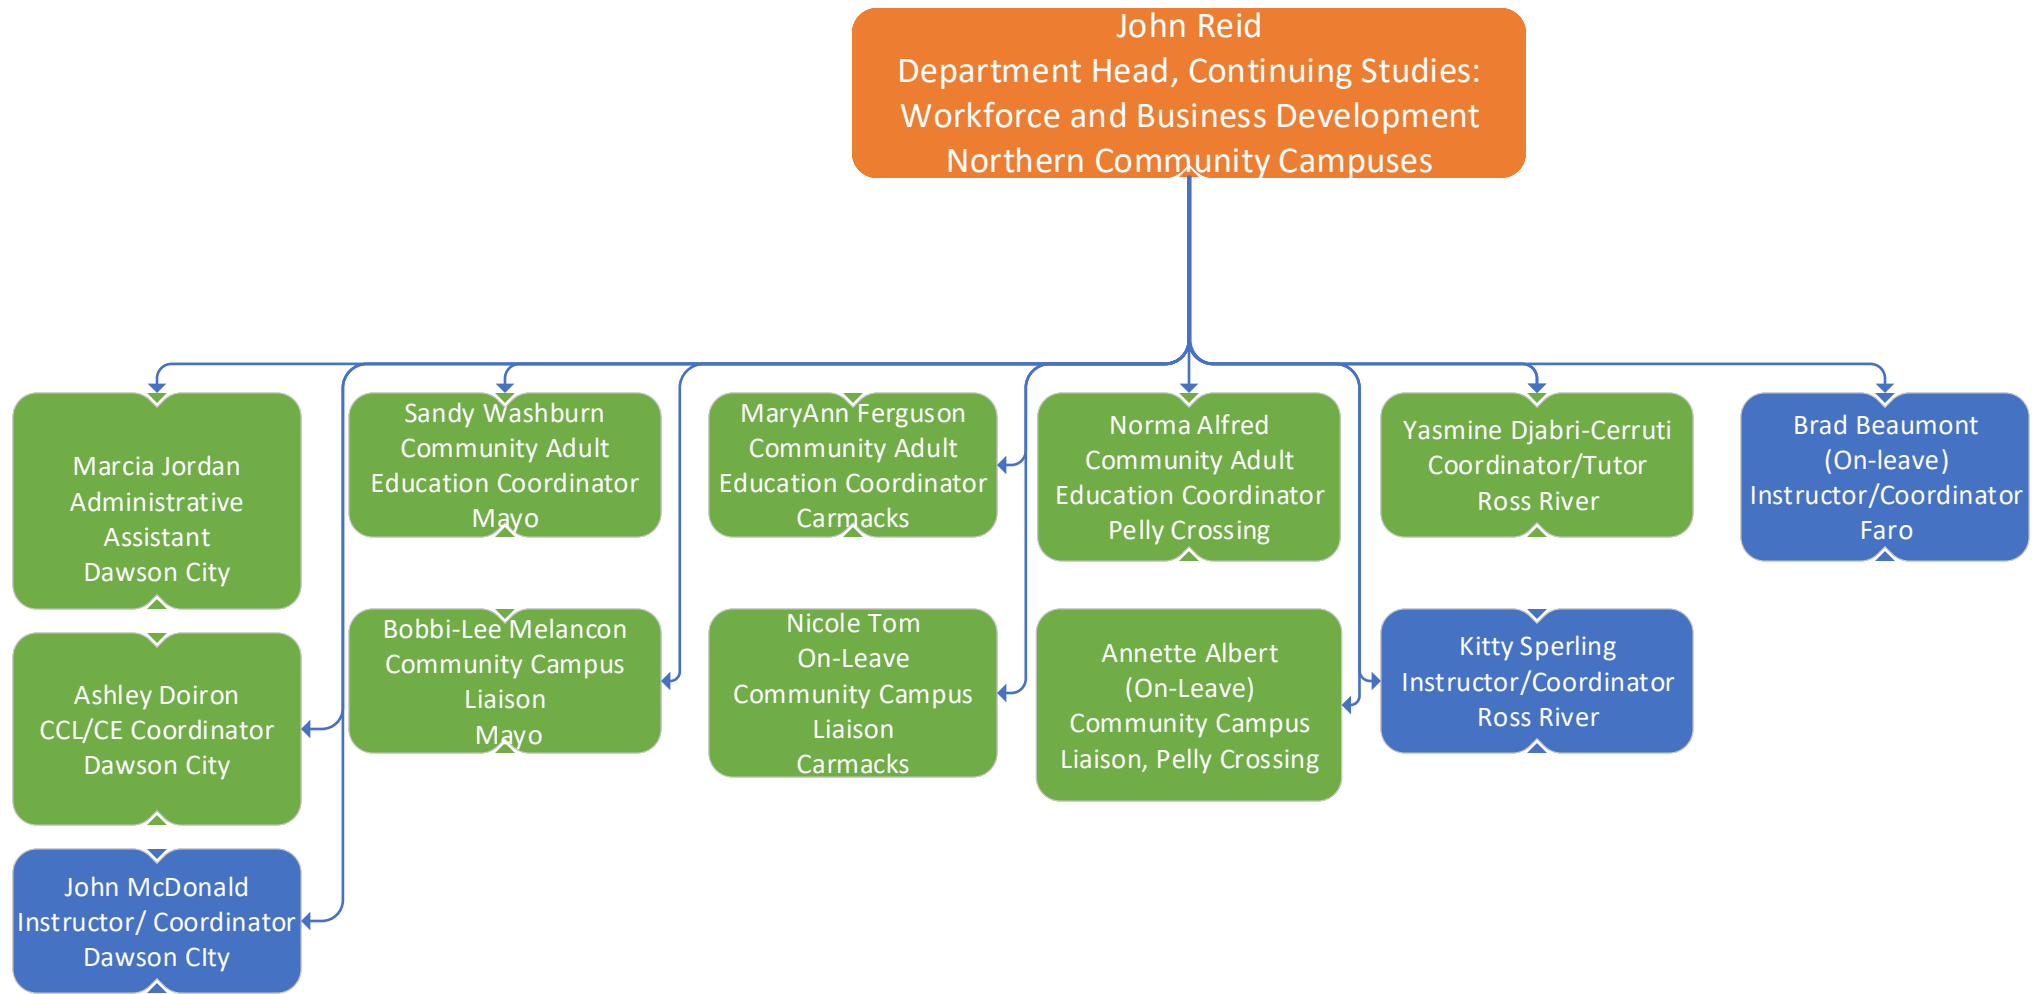 John Reid
Department Head, Continuing Studies:
Workforce and Business Development
Northern Community Campuses
Marcia Jordan
Administrative
Assistant
Dawson City
Sandy Washburn
Community Adult
Education Coordinator
Mayo
MaryAnn Ferguson
Community Adult
Education Coordinator
Carmacks
Norma Alfred
Community Adult
Education Coordinator
Pelly Crossing
Yasmine Djabri-Cerruti
Coordinator/Tutor
Ross River
Brad Beaumont
(On-leave)
Instructor/Coordinator
Faro
Ashley Doiron
CCL/CE Coordinator
Dawson City
Bobbi-Lee Melancon
Community Campus
Liaison
Mayo
Nicole Tom
On-Leave
Community Campus
Liaison
Carmacks
Annette Albert
(On-Leave)
Community Campus
Liaison, Pelly Crossing
Kitty Sperling
Instructor/Coordinator
Ross River
John McDonald
Instructor/ Coordinator
Dawson CIty